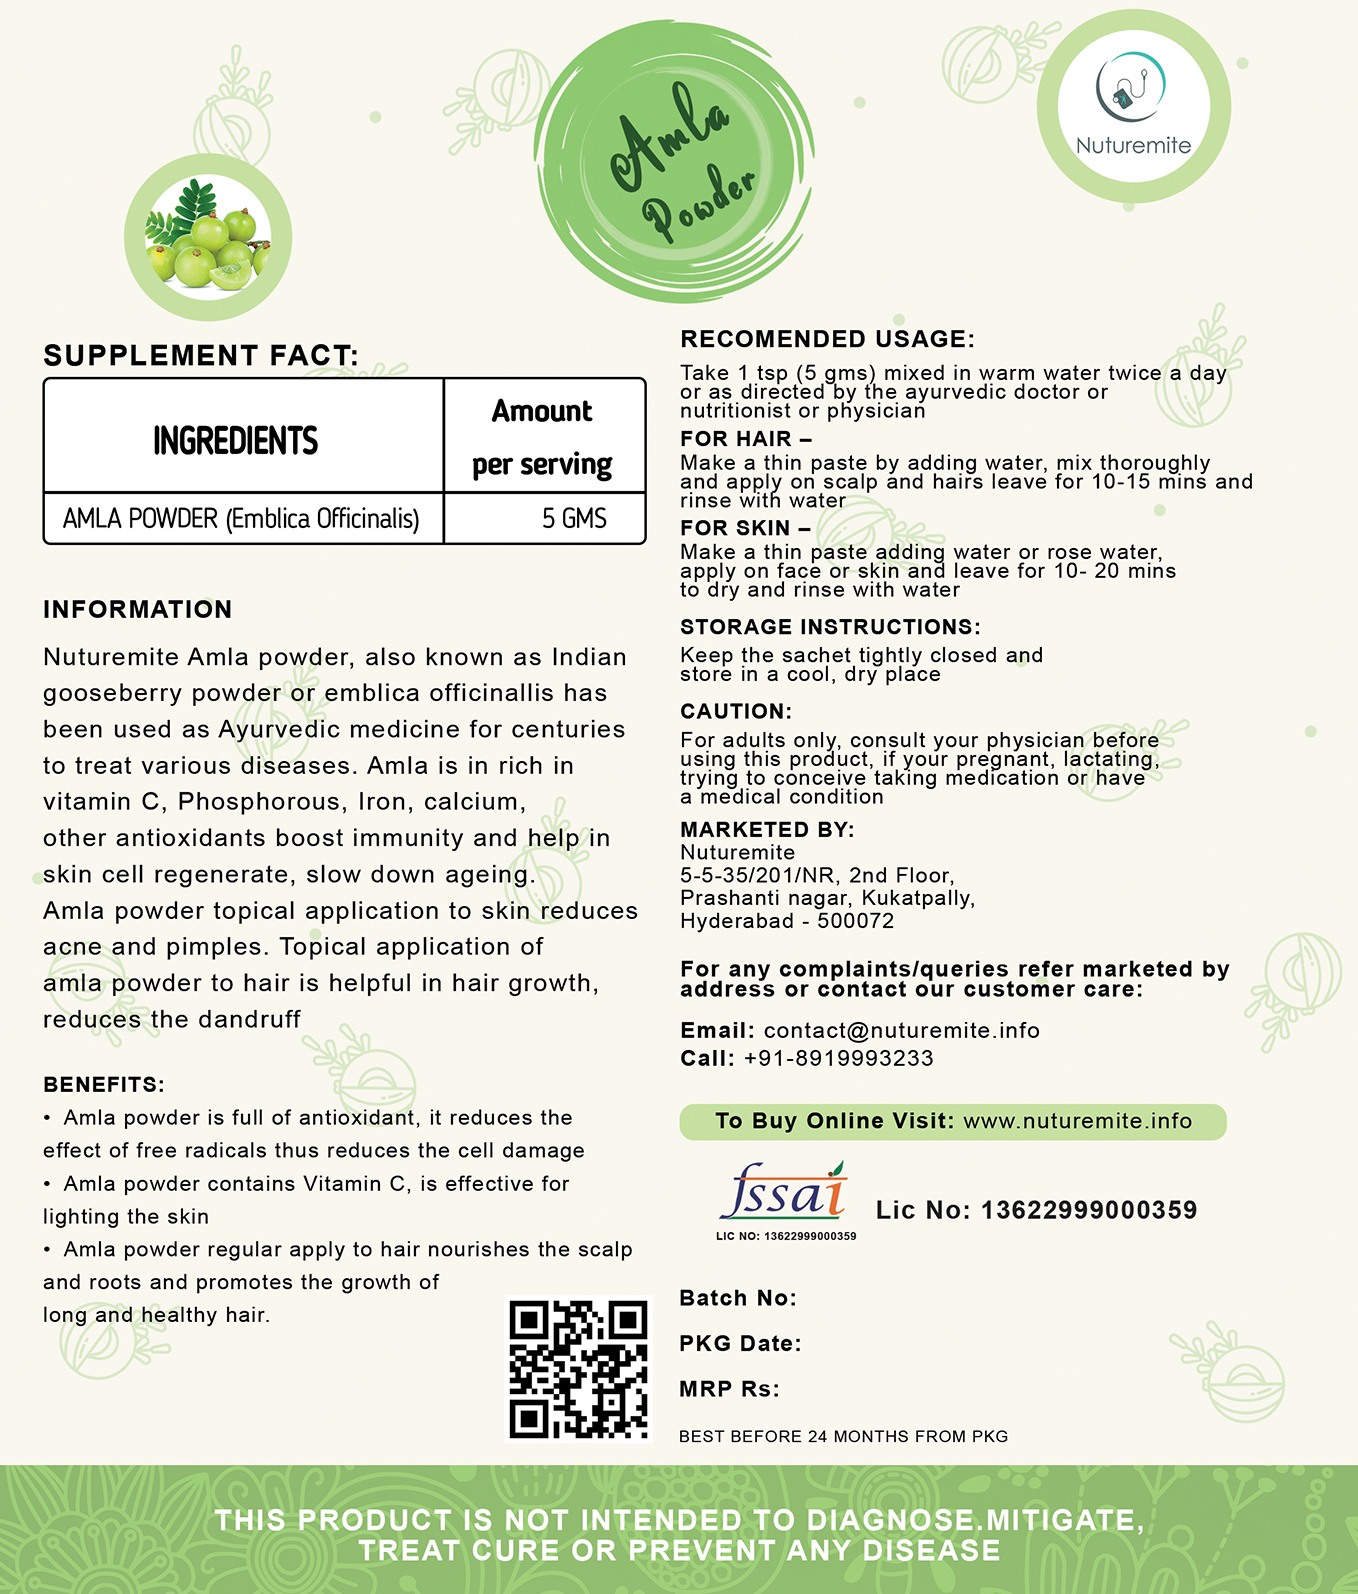 Amla
Powder
Nuturemite
SUPPLEMENT FACT:
INGREDIENTS
Amount
per serving
AMLA POWDER (Emblica Officinalis)
5 GMS
INFORMATION
Nuturemite Amla powder, also known as Indian
gooseberry powder or emblica officinallis has
been used as Ayurvedic medicine for centuries
to treat various diseases. Amla is in rich in
vitamin C, Phosphorous, Iron, calcium,
other antioxidants boost immunity and help in
skin cell regenerate, slow down ageing.
Amla powder topical application to skin reduces
acne and pimples. Topical application of
amla powder to hair is helpful in hair growth,
reduces the dandruff
BENEFITS:
• Amla powder is full of antioxidant, it reduces the
effect of free radicals thus reduces the cell damage
• Amla powder contains Vitamin C, is effective for
lighting the skin
• Amla powder regular apply to hair nourishes the scalp
and roots and promotes the growth of
long and healthy hair.
RECOMENDED USAGE:
Take 1 tsp (5 gms) mixed in warm water twice a day
or as directed by the ayurvedic doctor or
nutritionist or physician
FOR HAIR –
Make a thin paste by adding water, mix thoroughly
and apply on scalp and hairs leave for 10-15 mins and
rinse with water
FOR SKIN –
Make a thin paste adding water or rose water,
apply on face or skin and leave for 10- 20 mins
to dry and rinse with water
STORAGE INSTRUCTIONS:
Keep the sachet tightly closed and
store in a cool, dry place
CAUTION:
For adults only, consult your physician before
using this product, if your pregnant, lactating,
trying to conceive taking medication or have
a medical condition
MARKETED BY:
Nuturemite
5-5-35/201/NR, 2nd Floor,
Prashanti nagar, Kukatpally,
Hyderabad - 500072
For any complaints/queries refer marketed by
address or contact our customer care:
Email: contact@nuturemite.info
Call: +91-8919993233
To Buy Online Visit: www.nuturemite.info
fssai
LIC NO: 13622999000359
Lic No: 13622999000359
Batch No:
PKG Date:
MRP Rs:
BEST BEFORE 24 MONTHS FROM PKG
THIS PRODUCT IS NOT INTENDED TO DIAGNOSE.MITIGATE,
TREAT CURE OR PREVENT ANY DISEASE